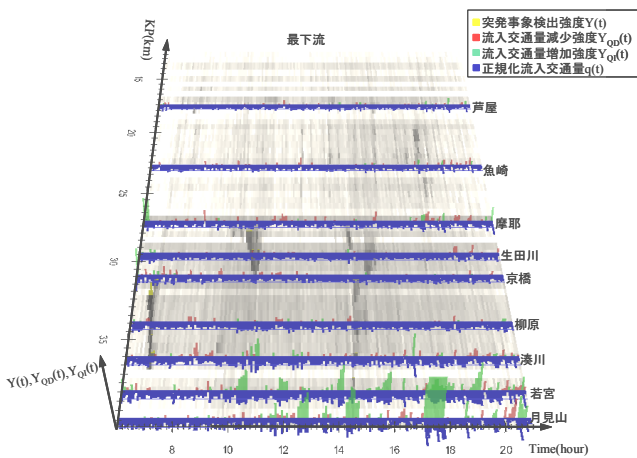 KP(km)
最下流
突発事象検出強度Y(t)
流入交通量減少強度YQD(t)
流入交通量増加強度YQI(t)
正規化流入交通量q(t)
15
芦屋
20
魚崎
25
摩耶
生田川
30
京橋
柳原
35
湊川
Y(t),YQD(t),YQI(t)
若宮
月見山
8 10 12 14 16 18 20 Time(hour)